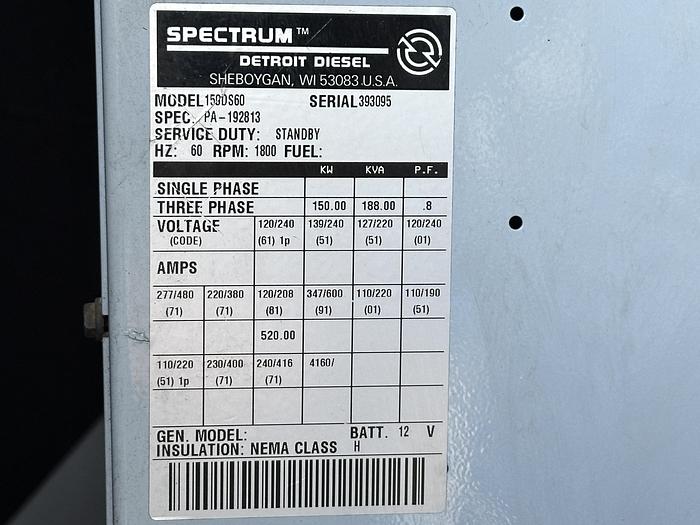 SPECTRUM™
DETROIT DIESEL
SHEBOYGAN, WI 53083 U.S.A.
MODEL 150DS60 SERIAL 393095
SPEC. PA-192813
SERVICE DUTY: STANDBY
HZ: 60 RPM: 1800 FUEL:
KW KVA P.F.
SINGLE PHASE
THREE PHASE 150.00 188.00 .8
VOLTAGE 120/240 139/240 127/220 120/240
(CODE) (61) 1p (51) (51) (01)
AMPS
277/480 220/380 120/208 347/600 110/220 110/190
(71) (71) (81) (91) (01) (51)
520.00
110/220 230/400 240/416 4160/
(51) 1p (71) (71)
GEN. MODEL: BATT. 12 V
INSULATION: NEMA CLASS H